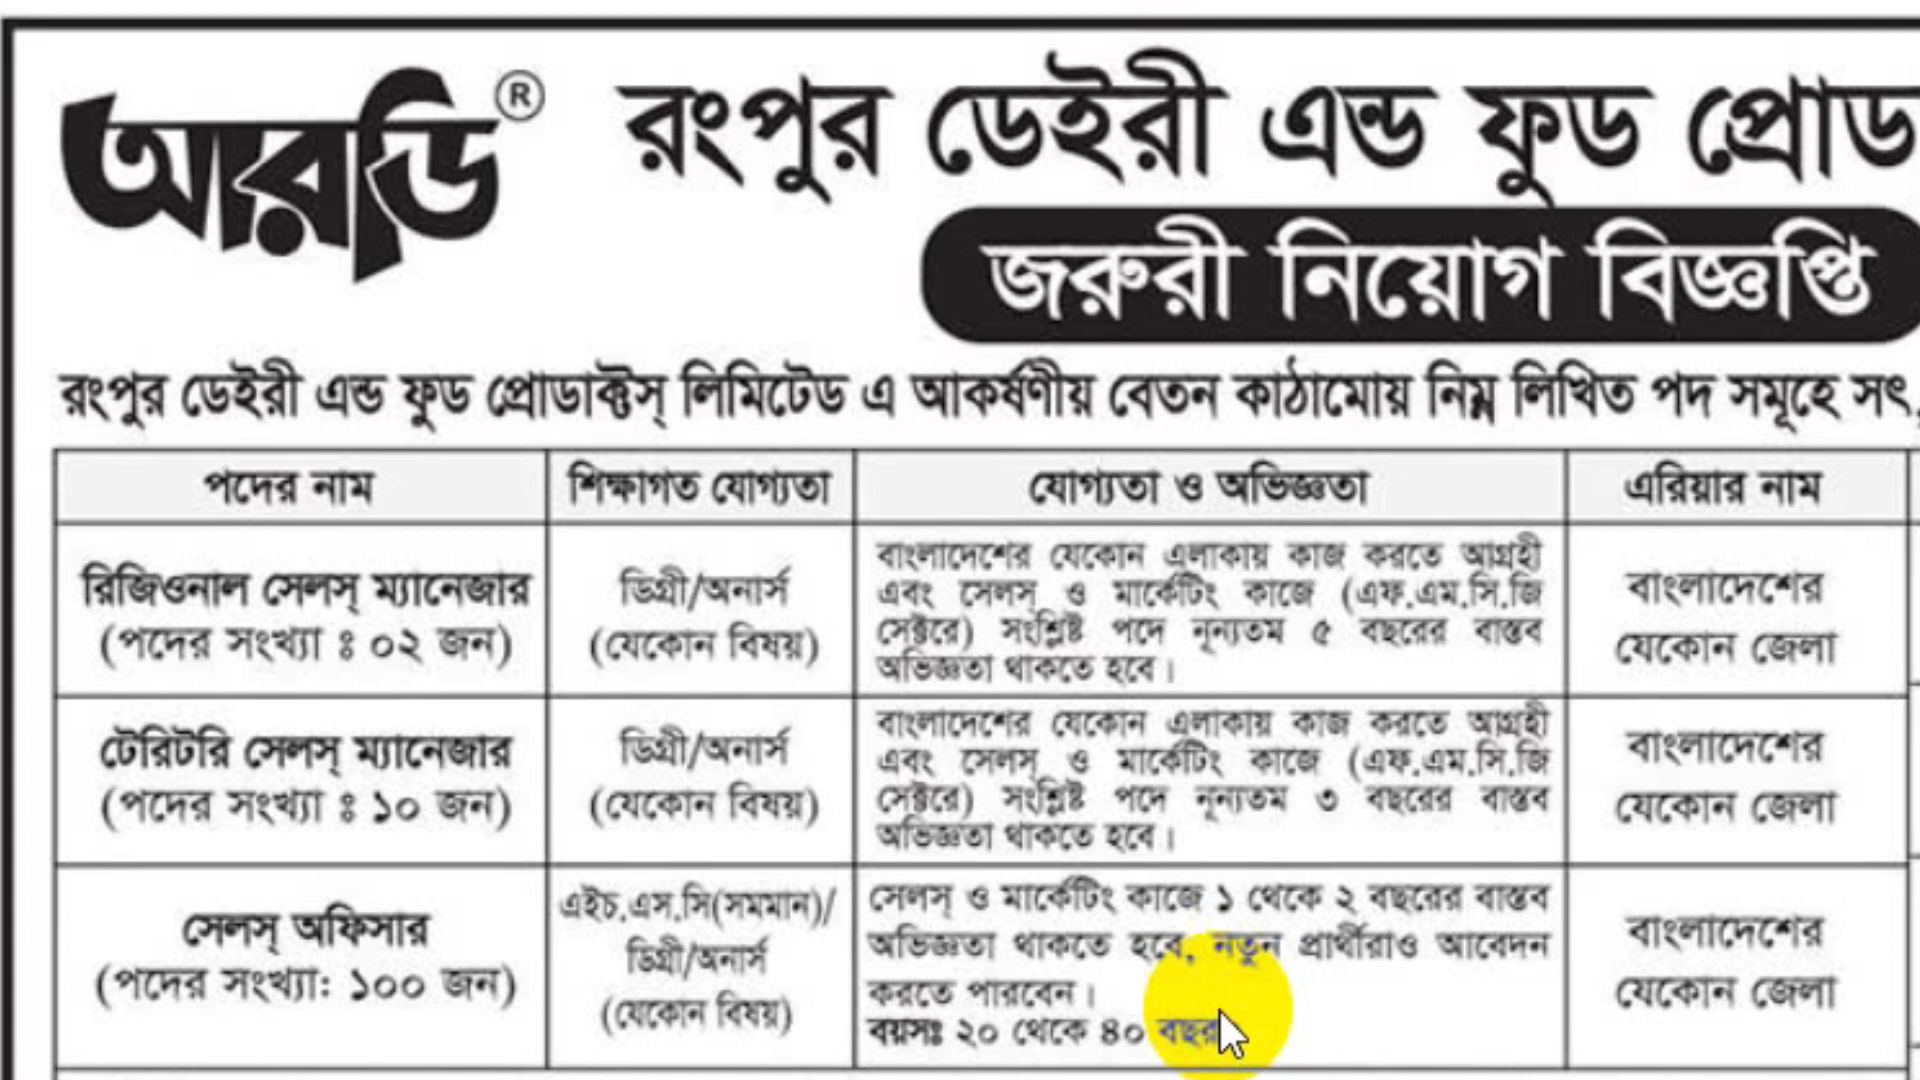 আরডি®
রংপুর ডেইরী এন্ড ফুড প্রোড
জরুরী নিয়োগ বিজ্ঞপ্তি
রংপুর ডেইরী এন্ড ফুড প্রোডাক্টস্ লিমিটেড এ আকর্ষণীয় বেতন কাঠামোয় নিম্ন লিখিত পদ সমূহে সৎ,
পদের নাম
শিক্ষাগত যোগ্যতা
যোগ্যতা ও অভিজ্ঞতা
এরিয়ার নাম
রিজিওনাল সেলস্ ম্যানেজার
(পদের সংখ্যা ঃ ০২ জন)
ডিগ্রী/অনার্স
(যেকোন বিষয়)
বাংলাদেশের যেকোন এলাকায় কাজ করতে আগ্রহী
এবং সেলস্ ও মার্কেটিং কাজে (এফ.এম.সি.জি
সেক্টরে) সংশ্লিষ্ট পদে নূন্যতম ৫ বছরের বাস্তব
অভিজ্ঞতা থাকতে হবে।
বাংলাদেশের
যেকোন জেলা
টেরিটরি সেলস্ ম্যানেজার
(পদের সংখ্যা ঃ ১০ জন)
ডিগ্রী/অনার্স
(যেকোন বিষয়)
বাংলাদেশের যেকোন এলাকায় কাজ করতে আগ্রহী
এবং সেলস্ ও মার্কেটিং কাজে (এফ.এম.সি.জি
সেক্টরে) সংশ্লিষ্ট পদে নূন্যতম ৩ বছরের বাস্তব
অভিজ্ঞতা থাকতে হবে।
বাংলাদেশের
যেকোন জেলা
সেলস্ অফিসার
(পদের সংখ্যা: ১০০ জন)
এইচ.এস.সি(সমমান)/
ডিগ্রী/অনার্স
(যেকোন বিষয়)
সেলস্ ও মার্কেটিং কাজে ১ থেকে ২ বছরের বাস্তব
অভিজ্ঞতা থাকতে হবে, নতুন প্রার্থীরাও আবেদন
করতে পারবেন।
বয়সঃ ২০ থেকে ৪০ বছর
বাংলাদেশের
যেকোন জেলা